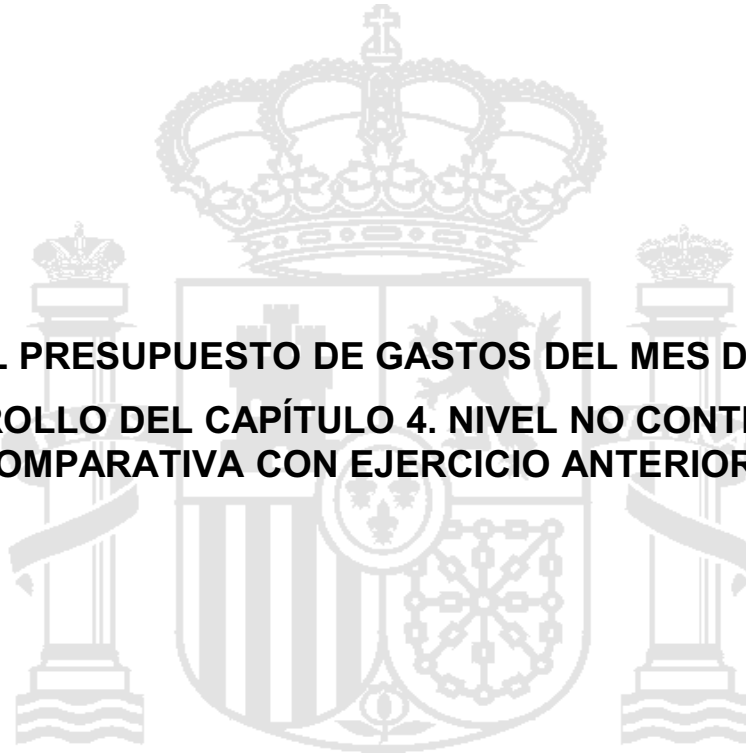 L PRESUPUESTO DE GASTOS DEL MES D
ROLLO DEL CAPÍTULO 4. NIVEL NO CONT
OMPARATIVA CON EJERCICIO ANTERIOR